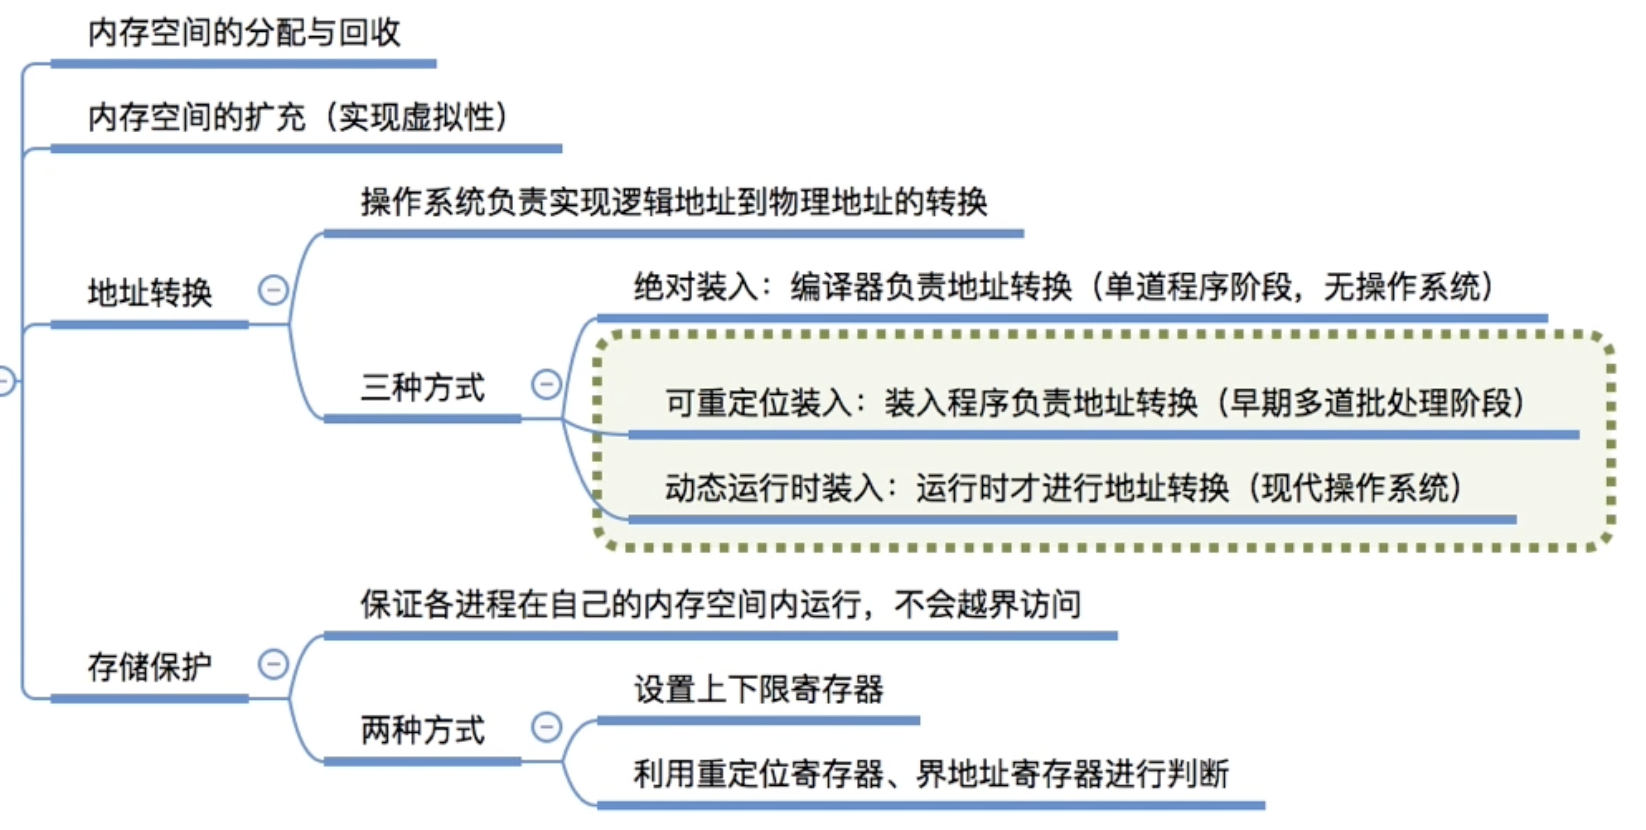 内存空间的分配与回收
内存空间的扩充（实现虚拟性）
地址转换
操作系统负责实现逻辑地址到物理地址的转换
三种方式
绝对装入：编译器负责地址转换（单道程序阶段，无操作系统）
可重定位装入：装入程序负责地址转换（早期多道批处理阶段）
动态运行时装入：运行时才进行地址转换（现代操作系统）
存储保护
保证各进程在自己的内存空间内运行，不会越界访问
两种方式
设置上下限寄存器
利用重定位寄存器、界地址寄存器进行判断